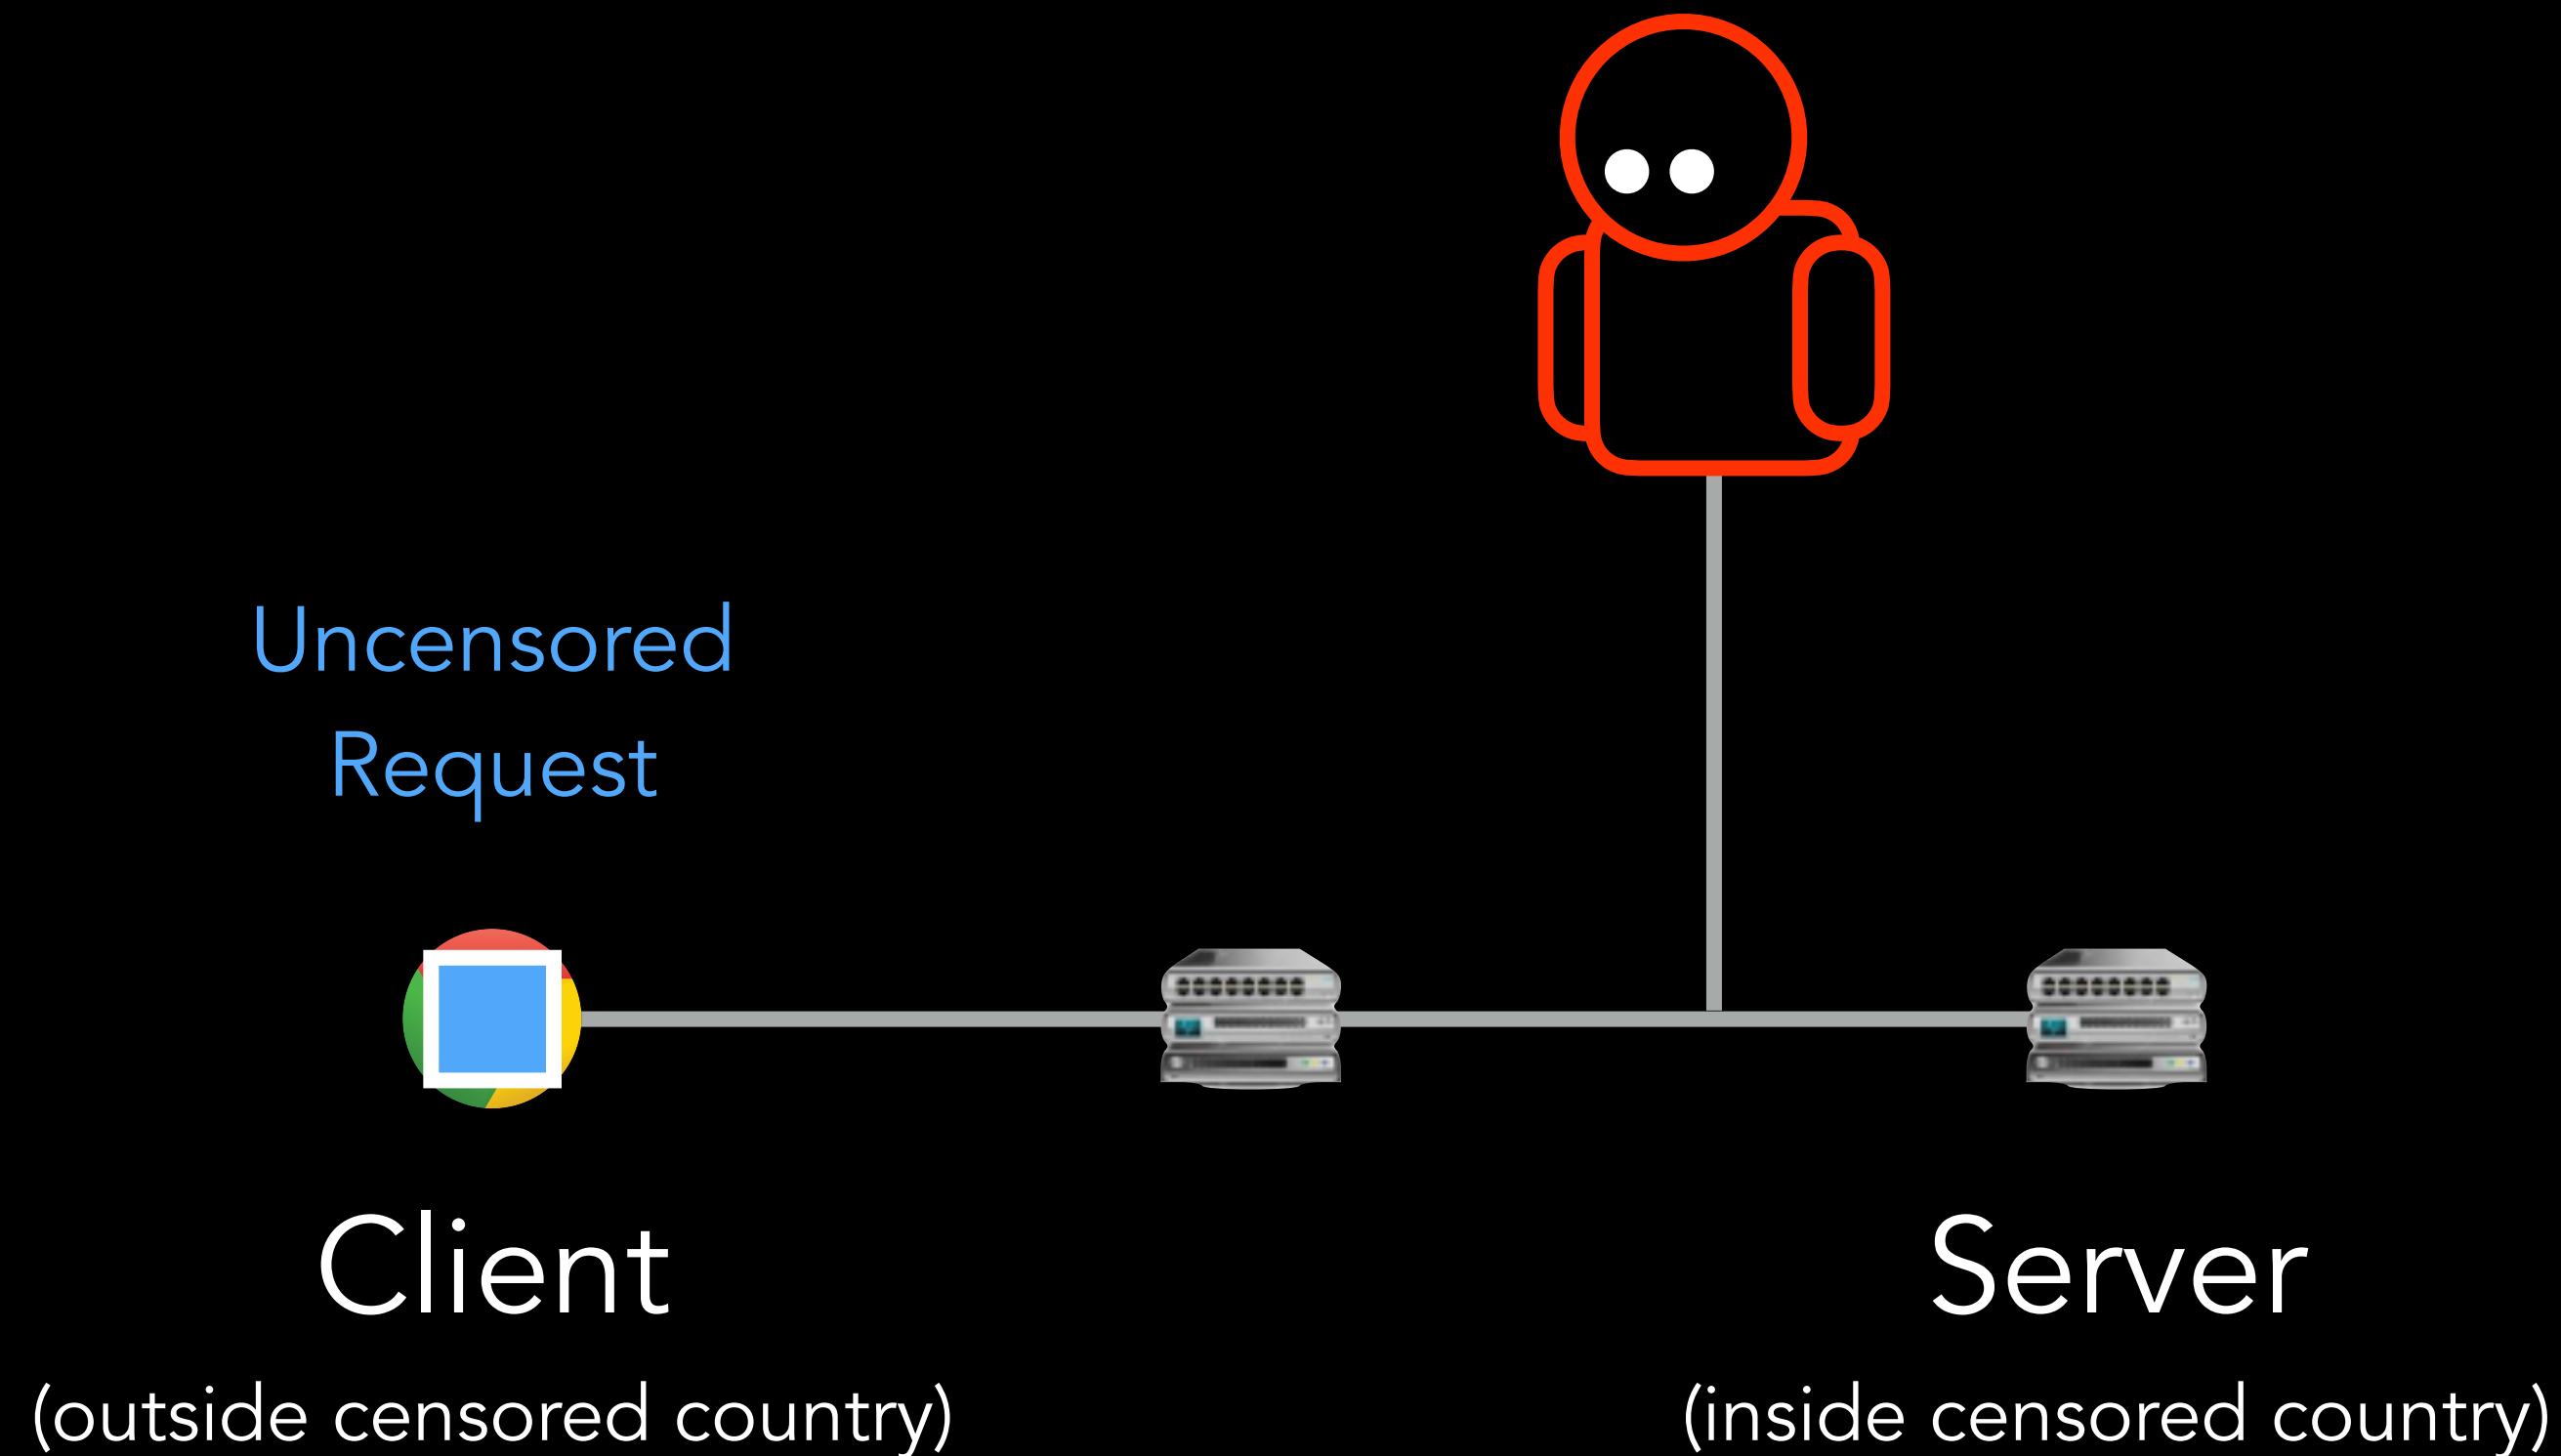 Uncensored
Request
Client
(outside censored country)
Server
(inside censored country)